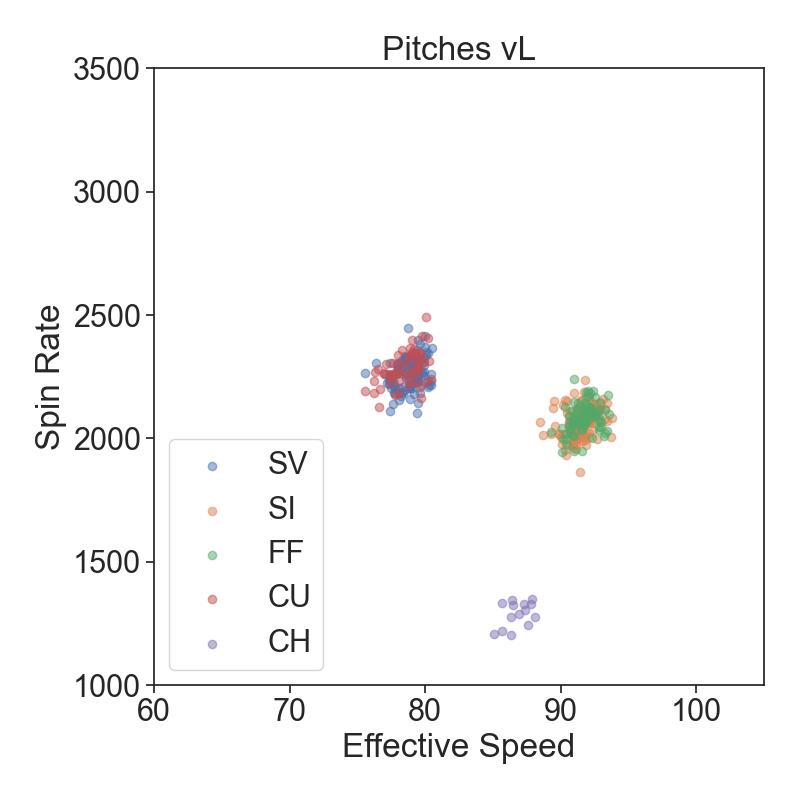 Pitches vL
3500
3000
2500
2000
1500
1000
Spin Rate
SV
SI
FF
CU
CH
60 70 80 90 100
Effective Speed